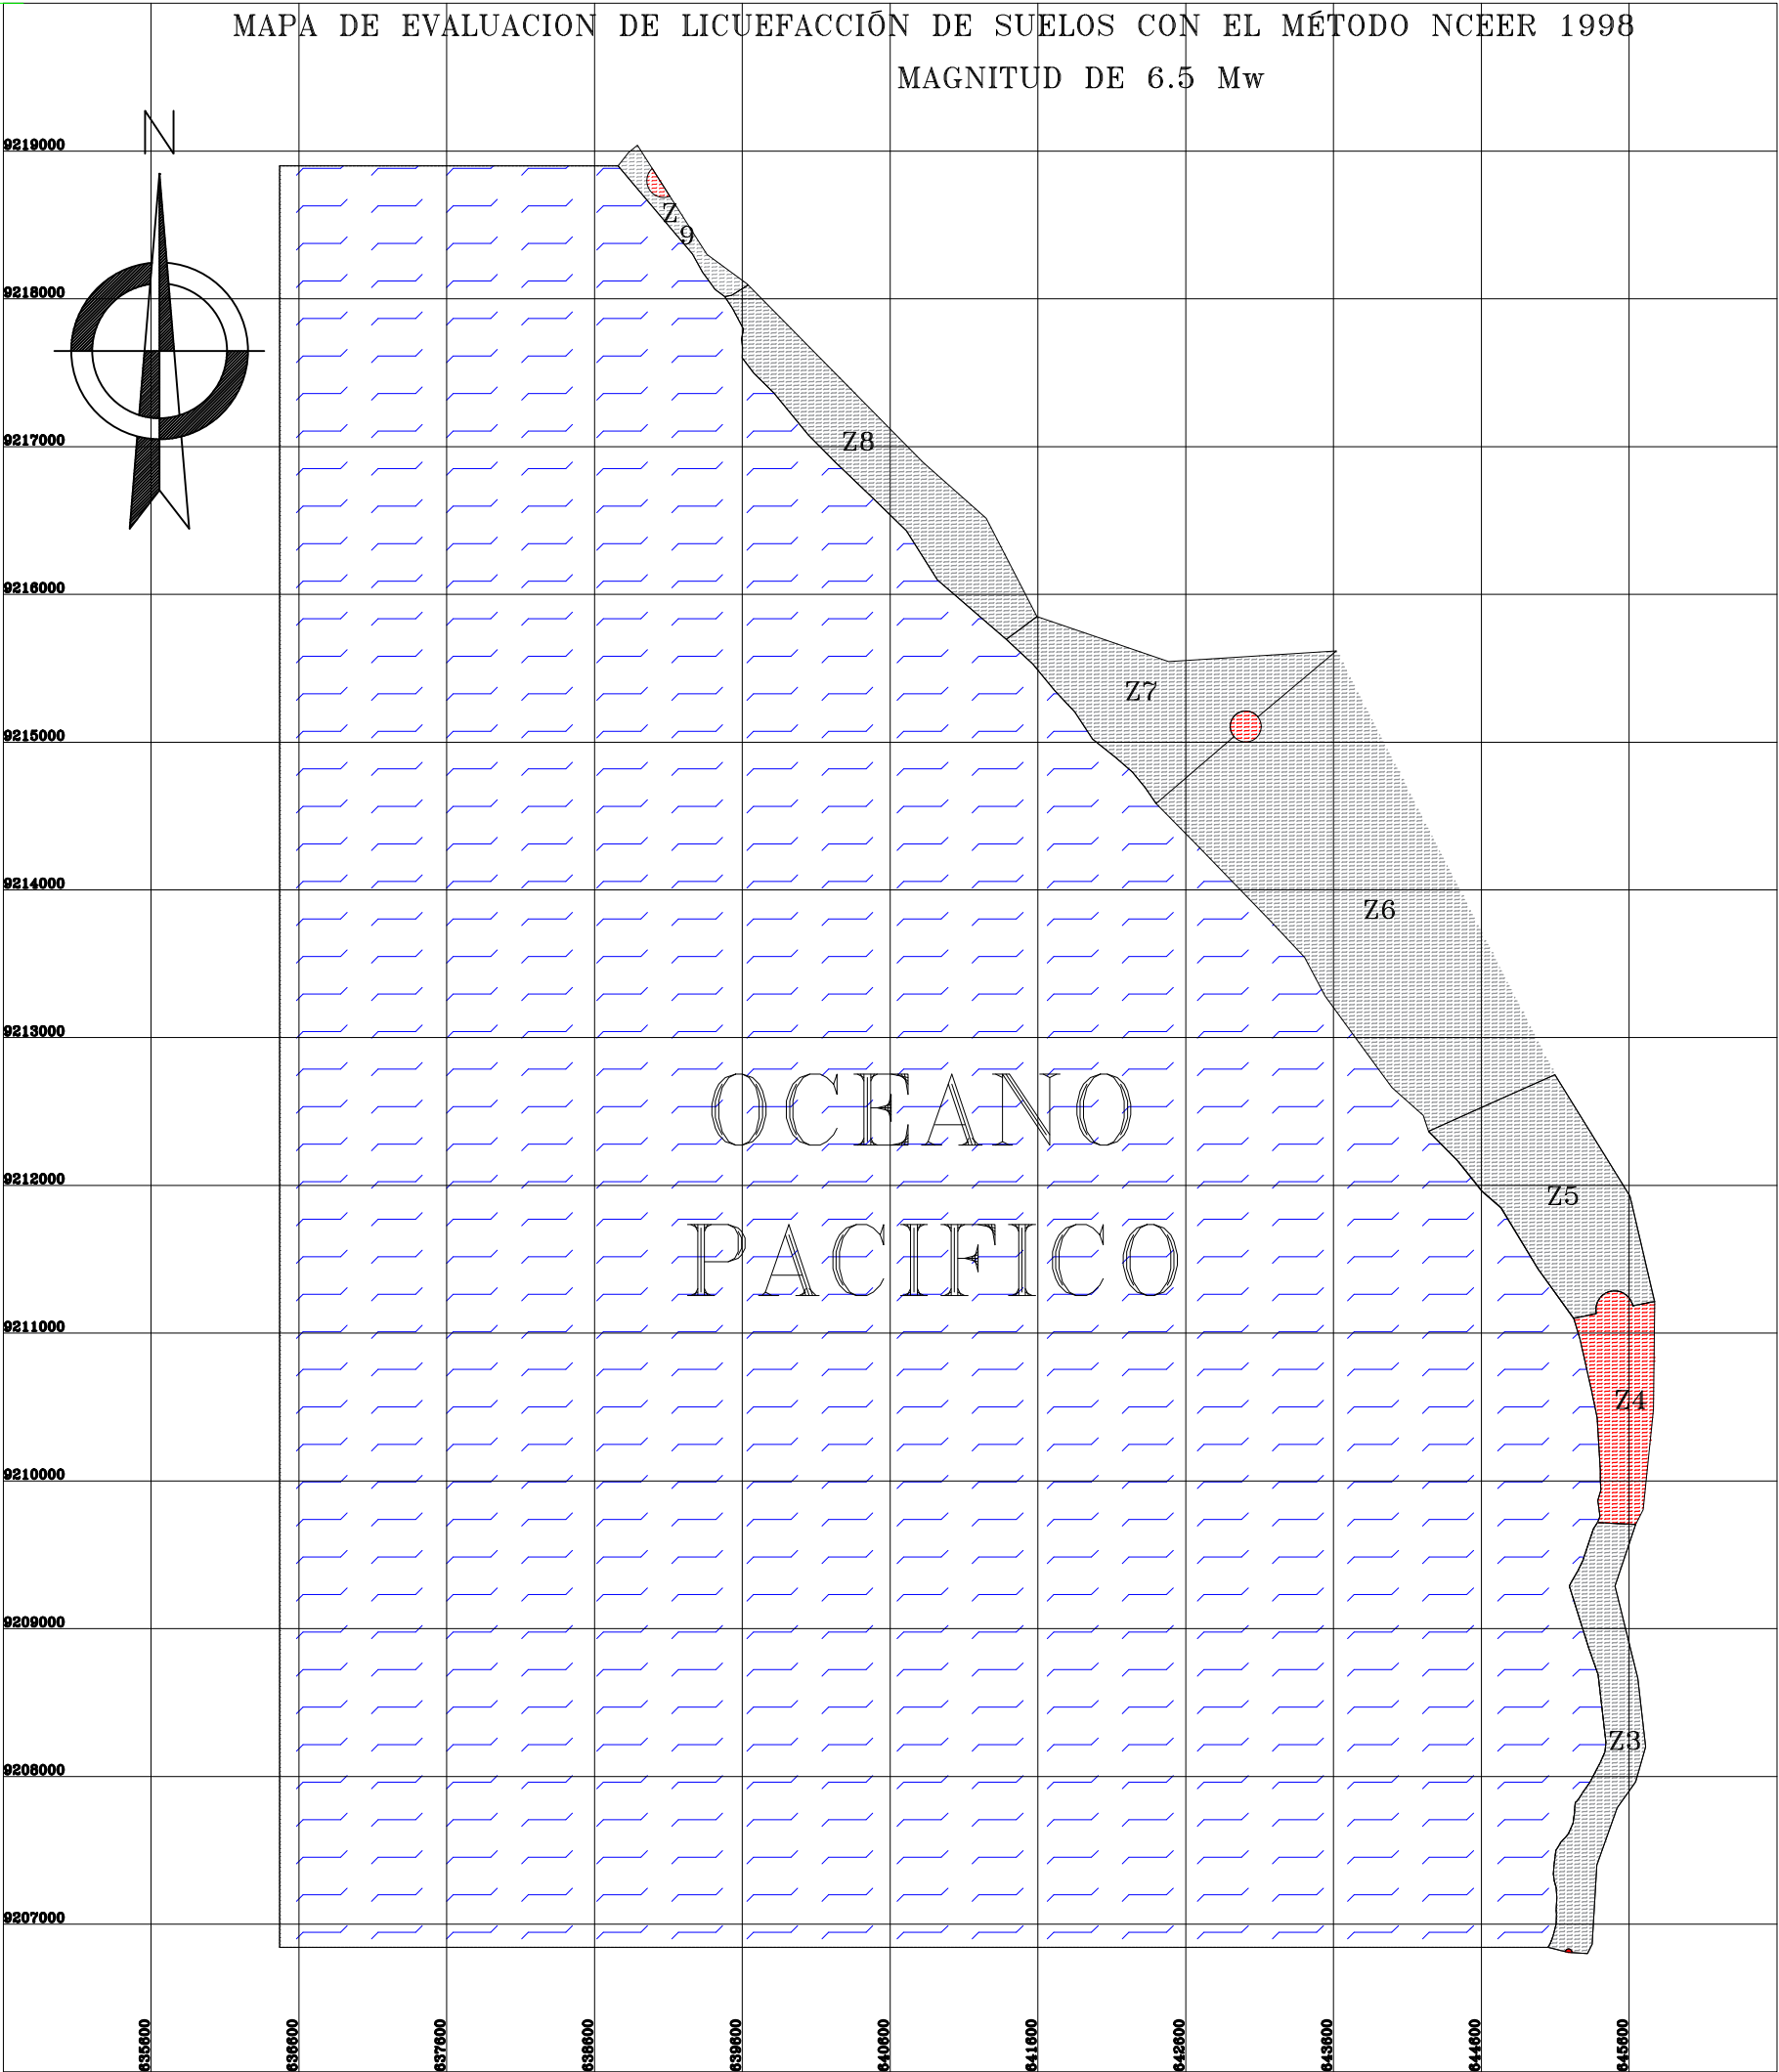 MAPA DE EVALUACION DE LICUEFACCIÓN DE SUELOS CON EL MÉTODO NCEER 1998
MAGNITUD DE 6.5 Mw
N
9219000
Z
9
9218000
9217000
Z8
9216000
Z7
9215000
9214000
Z6
9213000
OCEANO
9212000
Z5
PACIFICO
9211000
Z4
9210000
9209000
Z3
9208000
9207000
635600
636600
637600
638600
639600
640600
641600
642600
643600
644600
645600